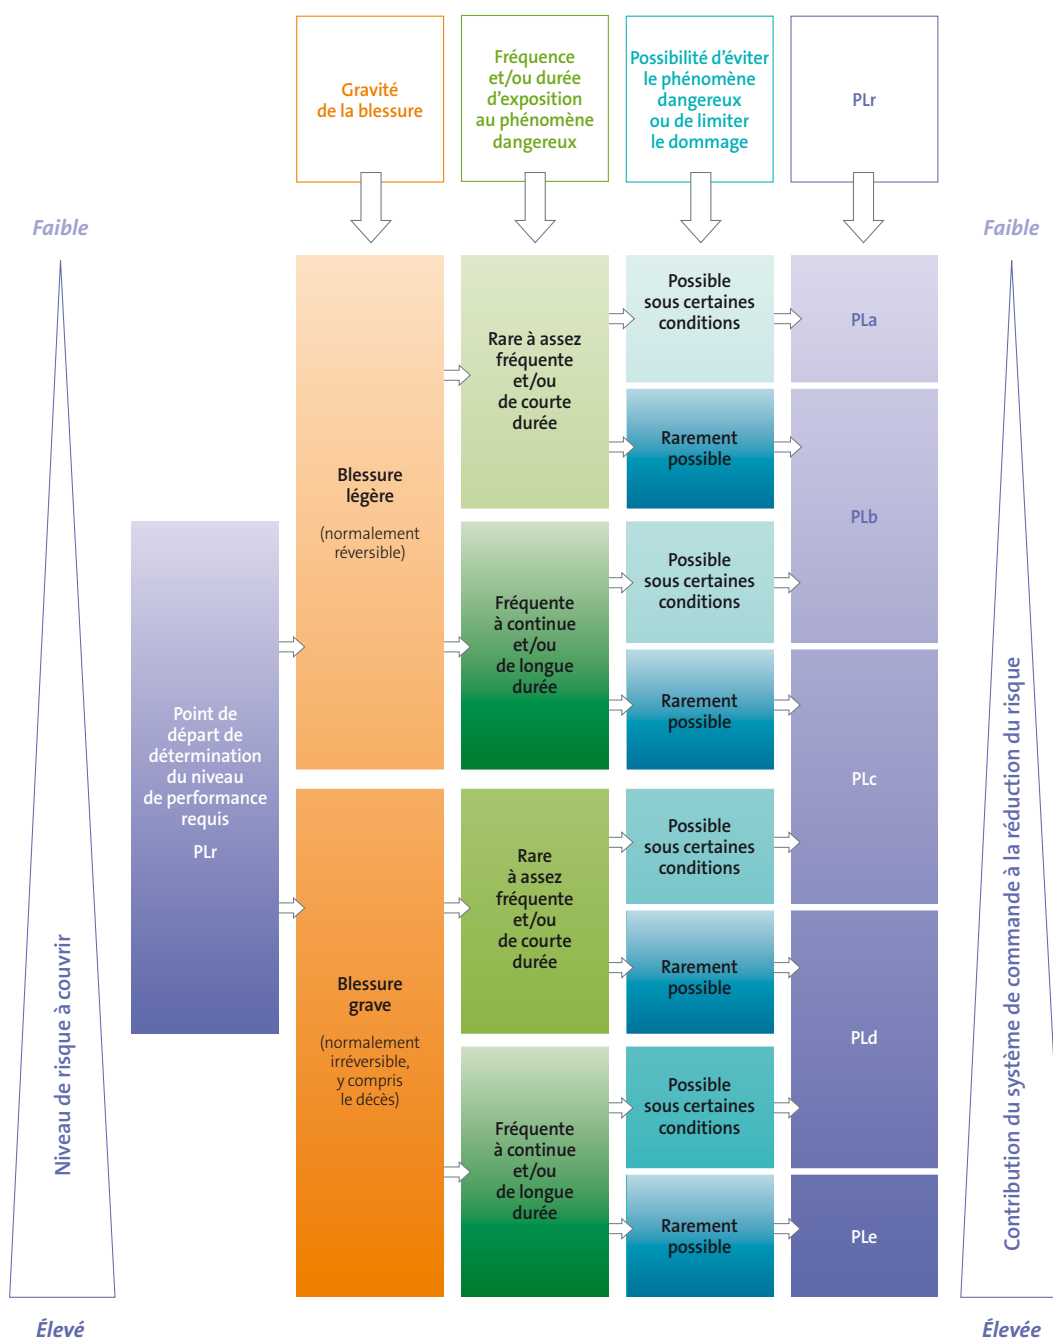 Gravité
de la blessure
Fréquence
et/ou durée
d'exposition
au phénomène
dangereux
Possibilité d'éviter
le phénomène
dangereux
ou de limiter
le dommage
PLr
Faible
Faible
Niveau de risque à couvrir
Point de
départ de
détermination
du niveau
de performance
requis
PLr
Blessure
légère
(normalement
réversible)
Rare à assez
fréquente
et/ou
de courte
durée
Possible
sous certaines
conditions
PLa
Rarement
possible
PLb
Fréquente
à continue
et/ou
de longue
durée
Possible
sous certaines
conditions
Rarement
possible
PLc
Blessure
grave
(normalement
irréversible,
y compris
le décès)
Rare
à assez
fréquente
et/ou
de courte
durée
Possible
sous certaines
conditions
Rarement
possible
PLd
Fréquente
à continue
et/ou
de longue
durée
Possible
sous certaines
conditions
Rarement
possible
PLe
Contribution du système de commande à la réduction du risque
Élevé
Élevée